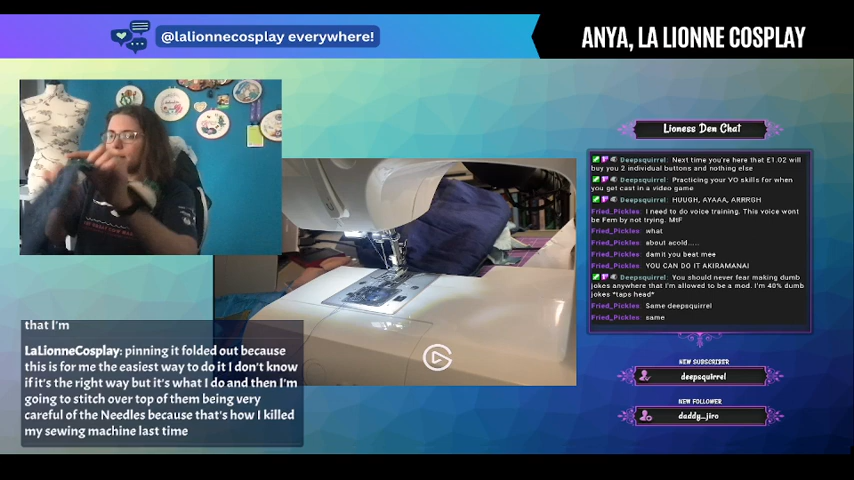 @lalionnecosplay everywhere!
ANYA, LA LIONNE COSPLAY
Lioness Den Chat
Deepsquirrel: Next time you're here that £1.02 will
buy you 2 individual buttons and nothing else
Deepsquirrel: Practicing your VO skills for when
you get cast in a video game
Deepsquirrel: HUUGH, AYAAA, ARRRGH
Fried_Pickles: I need to do voice training. This voice wont
be Fem by not trying. MtF
Fried_Pickles: what
Fried_Pickles: about acold.....
Fried_Pickles: damit you beat mee
Fried_Pickles: YOU CAN DO IT AKIRAMANAI
Deepsquirrel: You should never fear making dumb
jokes anywhere that I'm allowed to be a mod. I'm 40% dumb
jokes *taps head*
Fried_Pickles: Same deepsquirrel
Fried_Pickles: same
that I'm
LaLionneCosplay: pinning it folded out because
this is for me the easiest way to do it I don't know
if it's the right way but it's what I do and then I'm
going to stitch over top of them being very
careful of the Needles because that's how I killed
my sewing machine last time
NEW SUBSCRIBER
deepsquirrel
NEW FOLLOWER
daddy_jiro